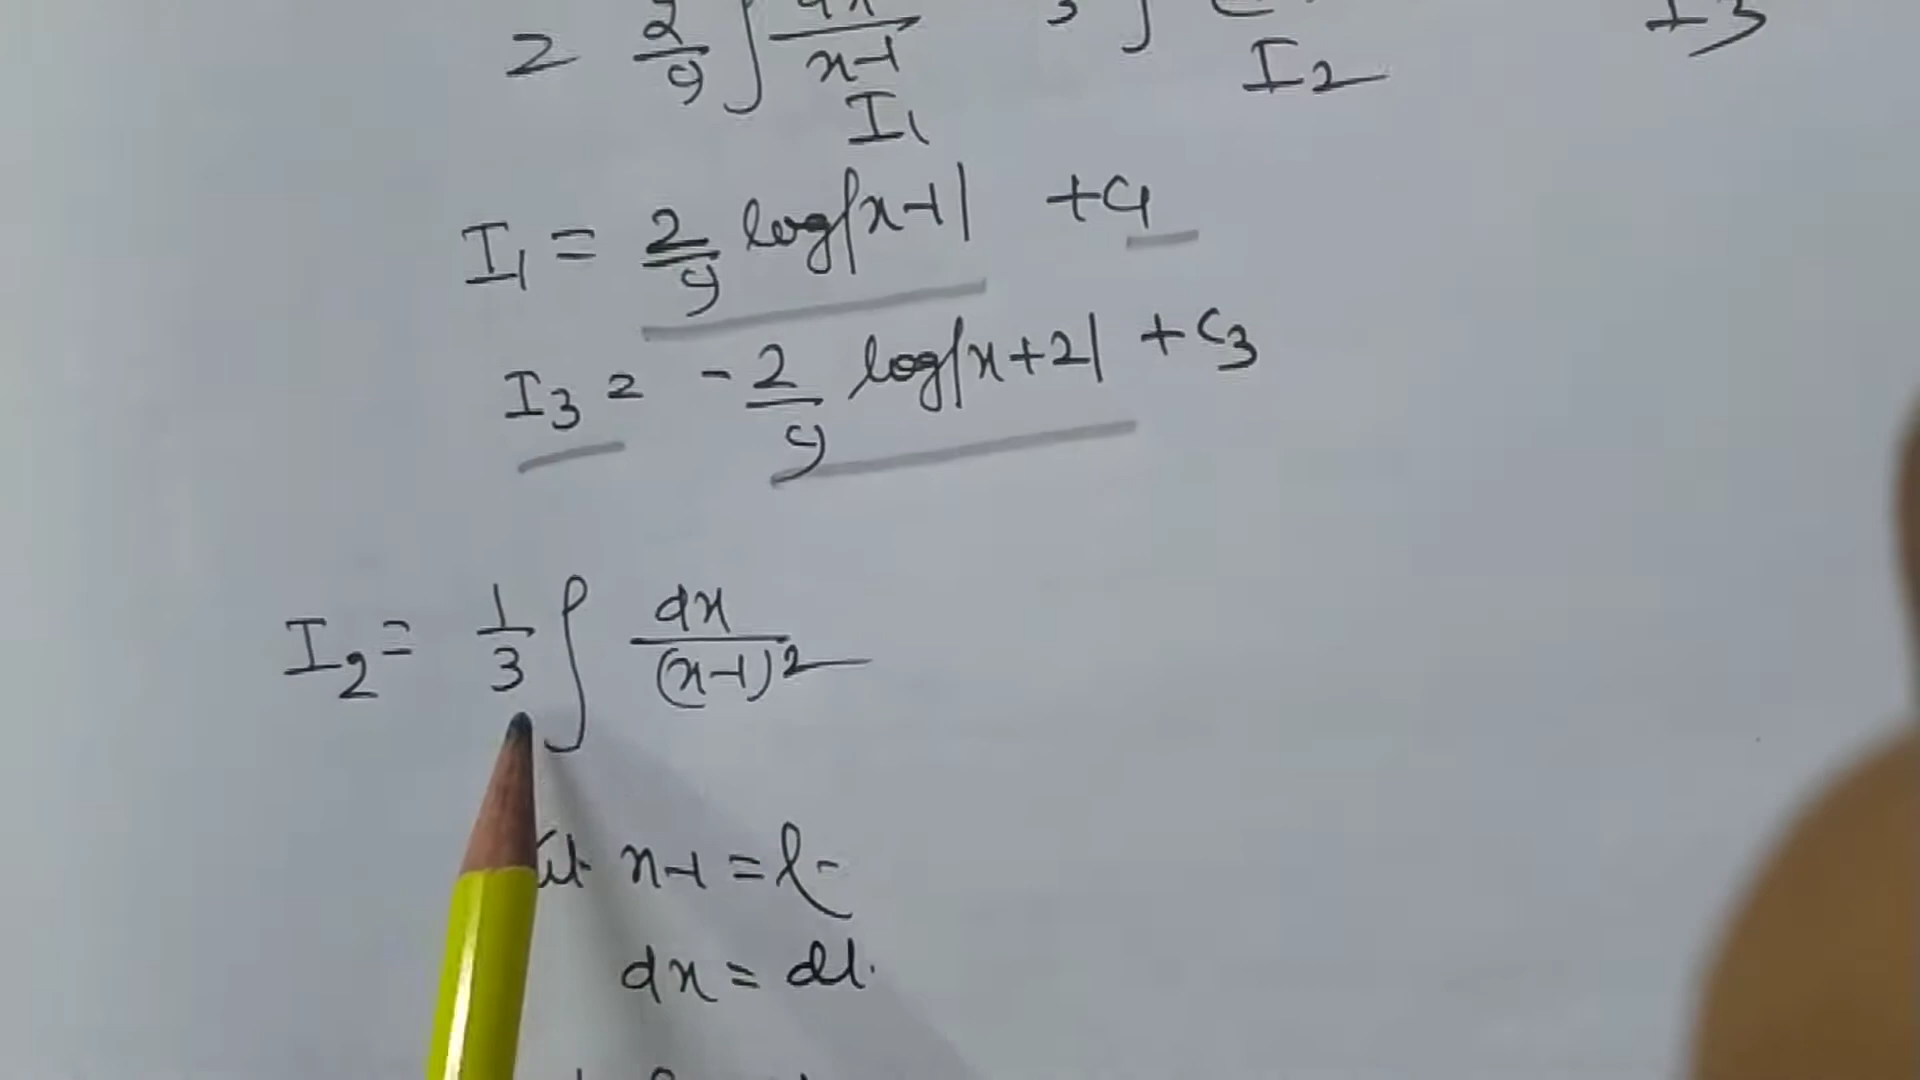 = 2/9 ∫ dx/x-1 3 ∫
I1 I2 I3
I1 = 2/9 log|x-1| + C1
I3 = -2/9 log|x+2| + C3
I2 = 1/3 ∫ dx/(x-1)2
x-1 = t
dx = dt.